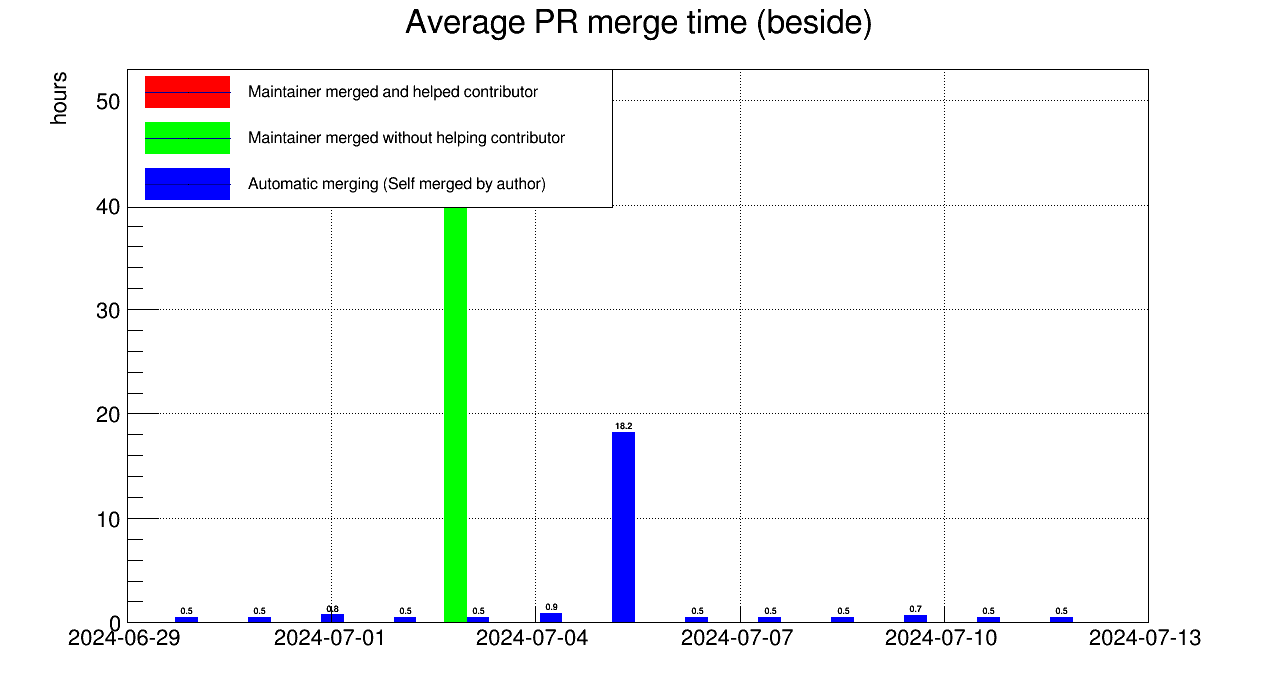 Average PR merge time (beside)
hours
Maintainer merged and helped contributor
Maintainer merged without helping contributor
Automatic merging (Self merged by author)
50
40
30
20
10
0
18.2
0.5 0.5 0.8 0.5 0.5 0.9 0.5 0.5 0.5 0.7 0.5 0.5
2024-06-29 2024-07-01 2024-07-04 2024-07-07 2024-07-10 2024-07-13